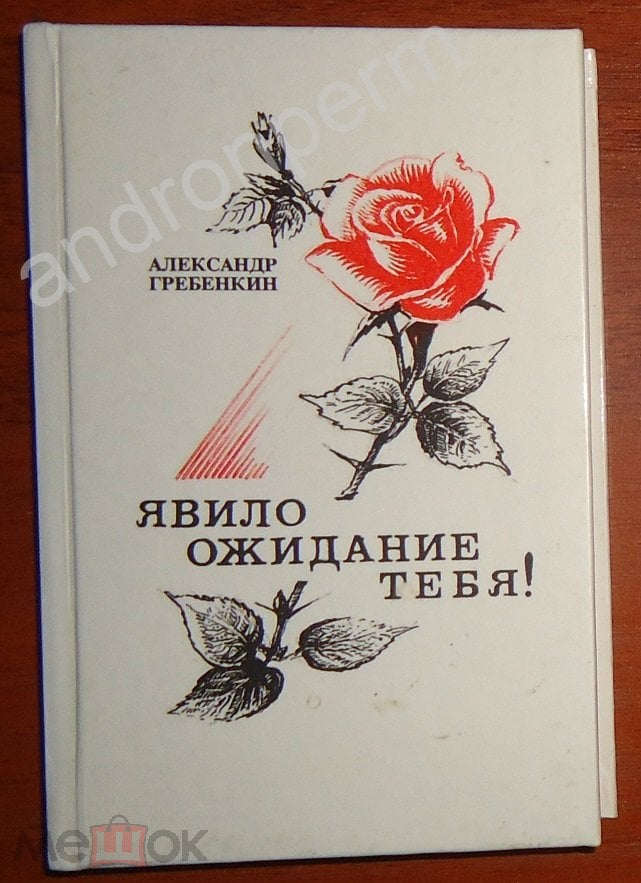 andronperm
АЛЕКСАНДР
ГРЕБЕНКИН
ЯВИЛО
ОЖИДАНИЕ
ТЕБЯ!
мешок